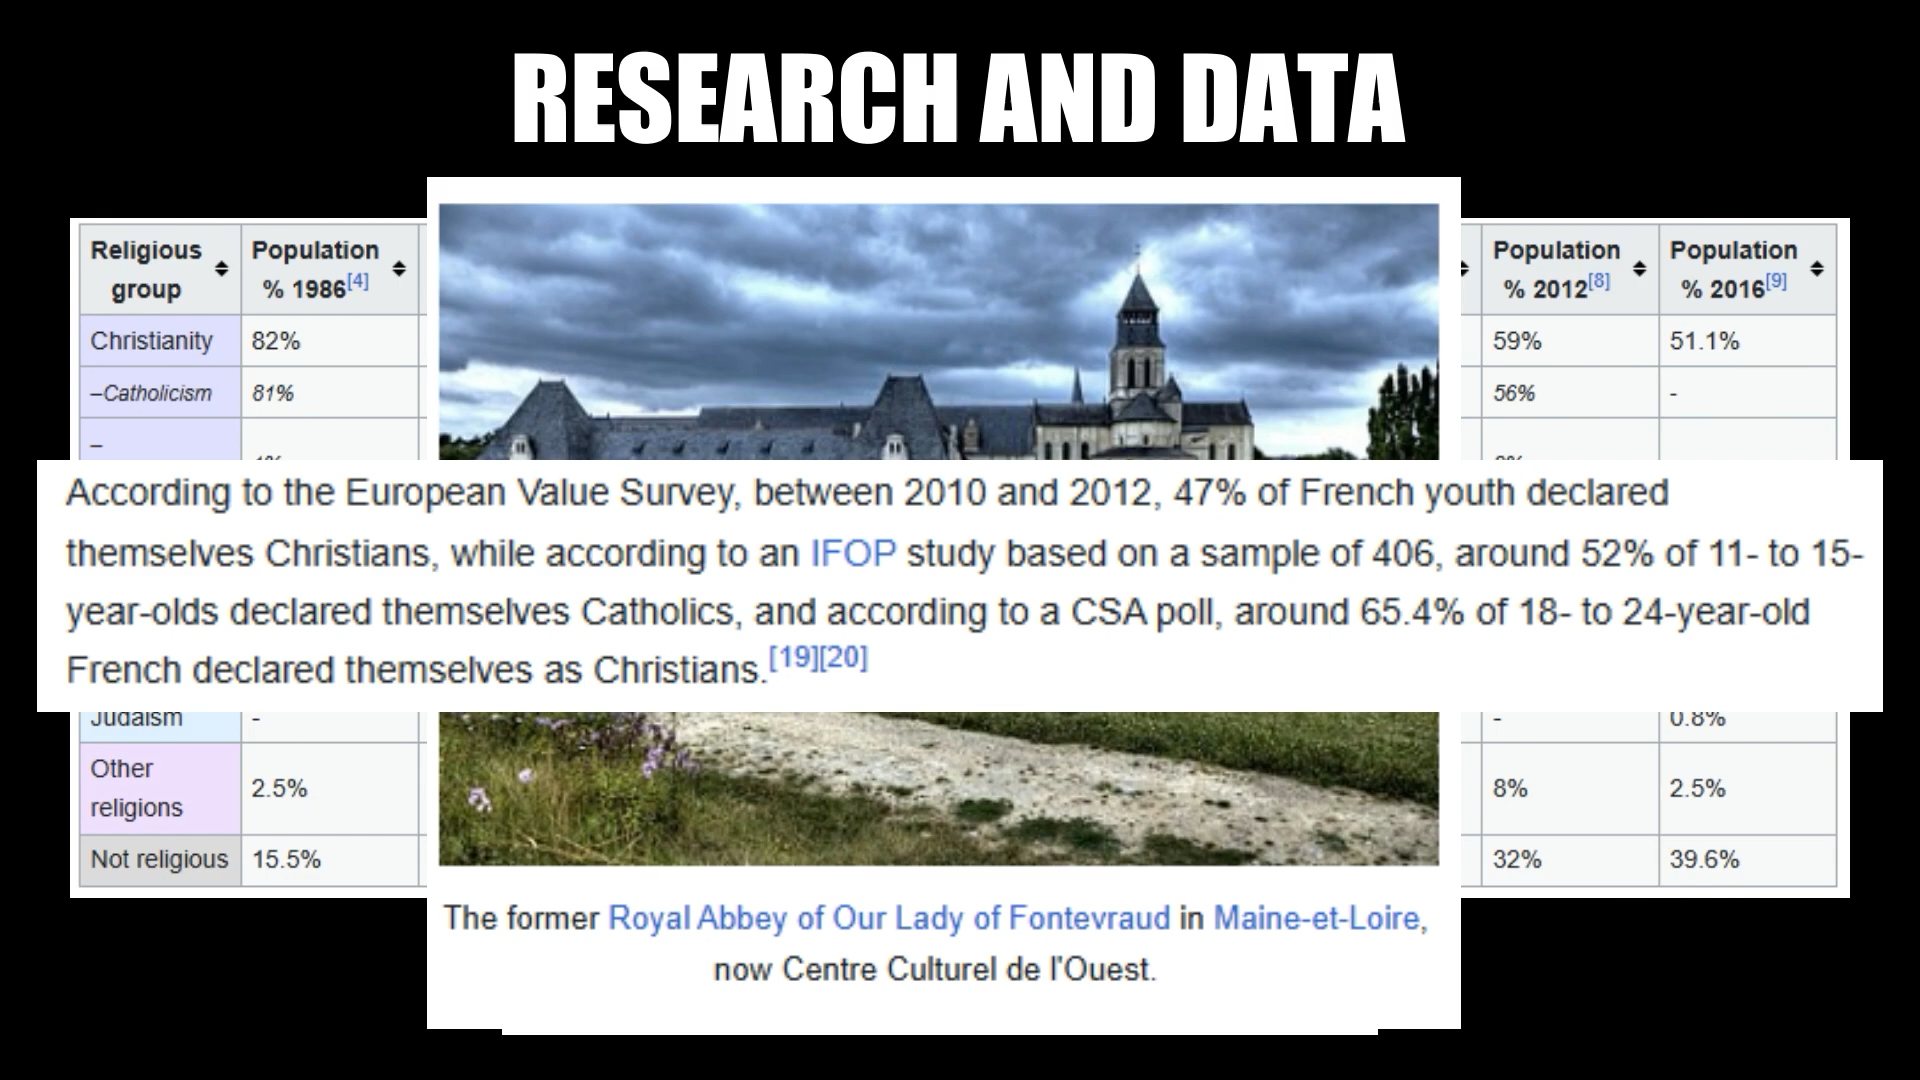 RESEARCH AND DATA
Religious group
Population % 1986[4]
Population % 2012[8]
Population % 2016[9]
Christianity 82% 59% 51.1%
–Catholicism 81% 56% -
–
According to the European Value Survey, between 2010 and 2012, 47% of French youth declared
themselves Christians, while according to an IFOP study based on a sample of 406, around 52% of 11- to 15-
year-olds declared themselves Catholics, and according to a CSA poll, around 65.4% of 18- to 24-year-old
French declared themselves as Christians.[19][20]
Judaism - - 0.8%
Other religions 2.5% 8% 2.5%
Not religious 15.5% 32% 39.6%
The former Royal Abbey of Our Lady of Fontevraud in Maine-et-Loire,
now Centre Culturel de l'Ouest.